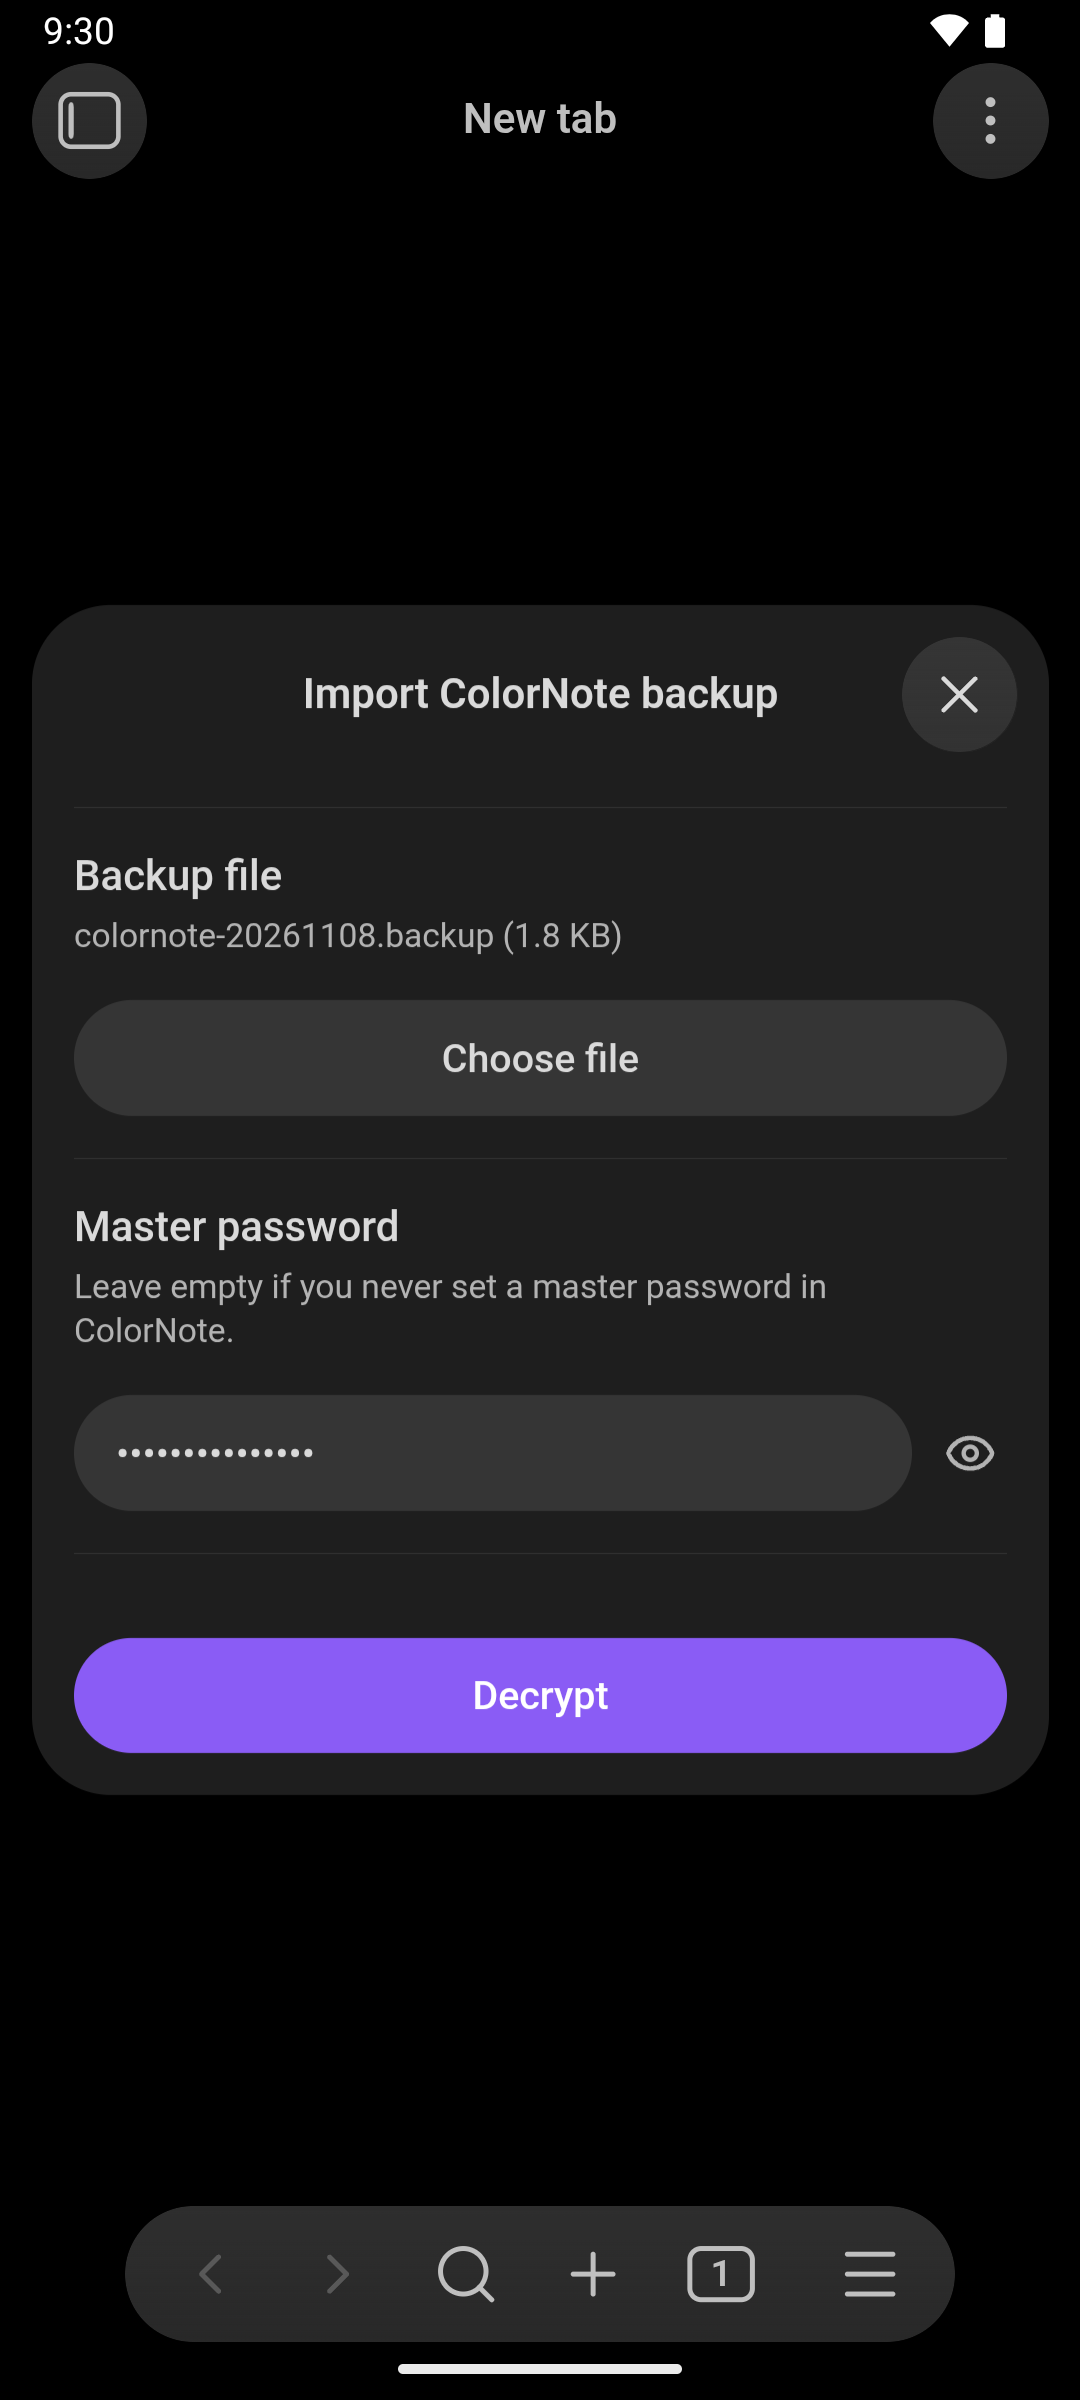 9:30
New tab
Import ColorNote backup
Backup file
colornote-20261108.backup (1.8 KB)
Choose file
Master password
Leave empty if you never set a master password in
ColorNote.
•••••••••••••••
Decrypt
1